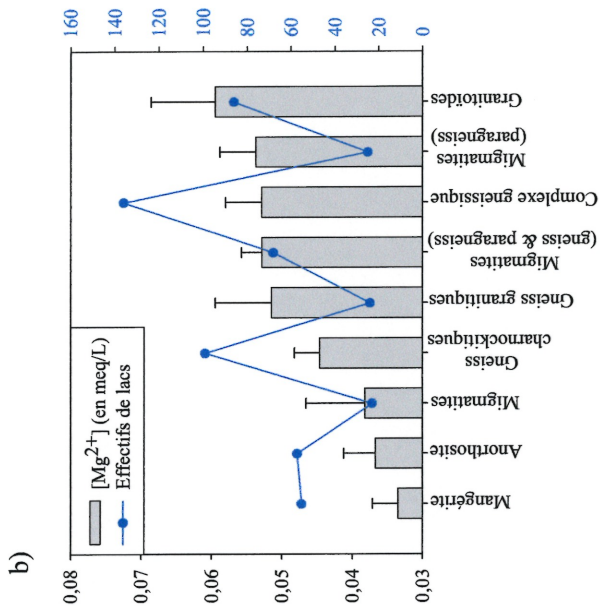 b)
0,08
0,07
0,06
0,05
0,04
0,03
[Mg2+] (en meq/L)
Effectifs de lacs
160
140
120
100
80
60
40
20
0
Mangérite
Anorthosite
Migmatites
Gneiss
charnockitiques
Gneiss granitiques
Migmatites
(gneiss & paragneiss)
Complexe gneissique
Migmatites
(paragneiss)
Granitoïdes